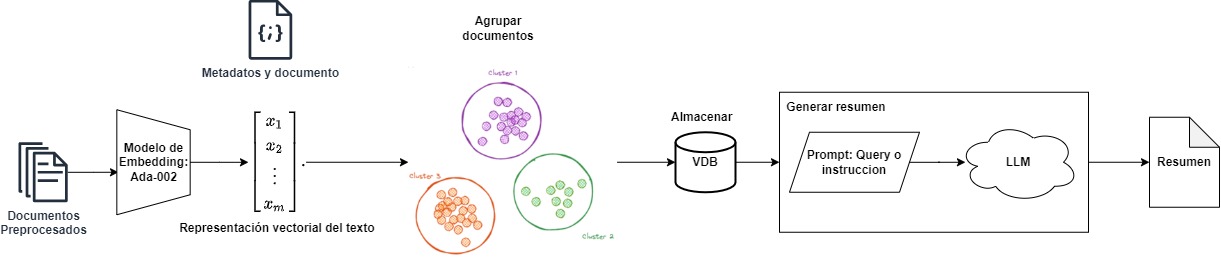 {;}
Metadatos y documento
Agrupar
documentos
Cluster 1
Documentos
Preprocesados
Modelo de
Embedding:
Ada-002
x1
x2
⋮
xm
.
Representación vectorial del texto
Cluster 3
Cluster 2
Almacenar
VDB
Generar resumen
Prompt: Query o
instruccion
LLM
Resumen